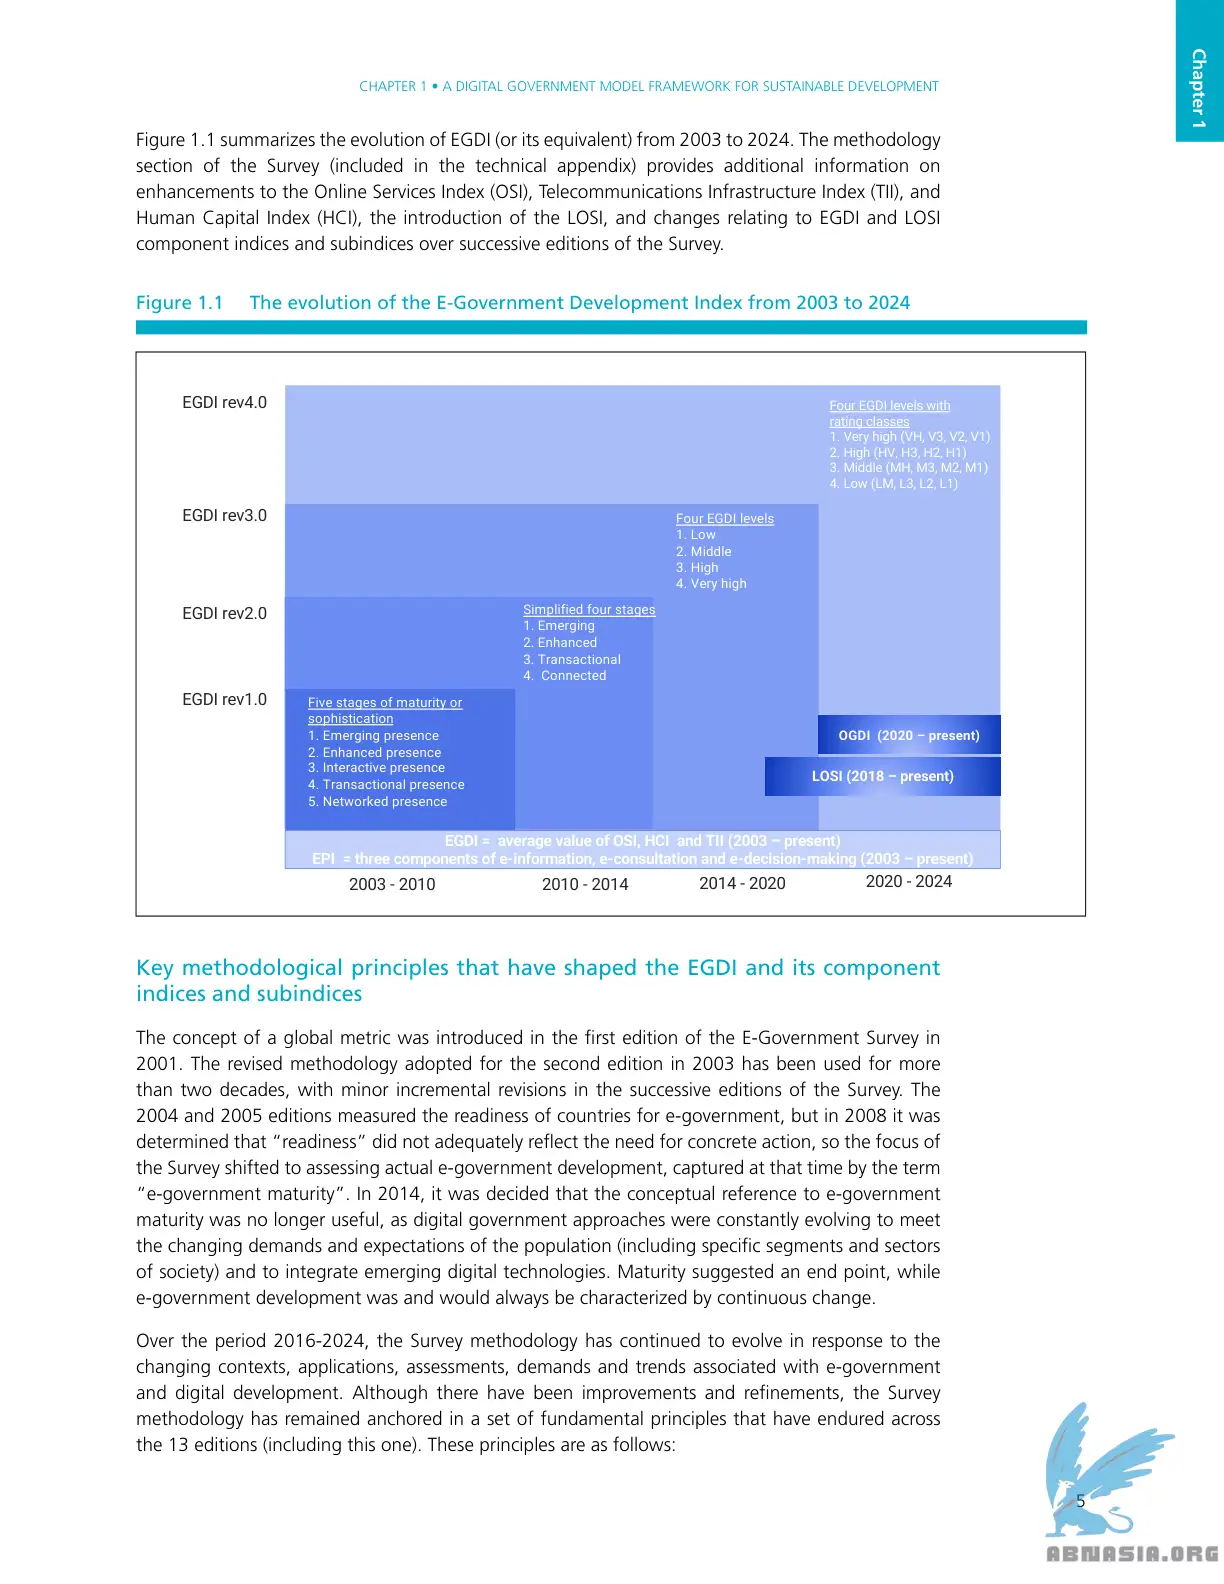 Chapter 1
CHAPTER 1 • A DIGITAL GOVERNMENT MODEL FRAMEWORK FOR SUSTAINABLE DEVELOPMENT
Figure 1.1 summarizes the evolution of EGDI (or its equivalent) from 2003 to 2024. The methodology
section of the Survey (included in the technical appendix) provides additional information on
enhancements to the Online Services Index (OSI), Telecommunications Infrastructure Index (TII), and
Human Capital Index (HCI), the introduction of the LOSI, and changes relating to EGDI and LOSI
component indices and subindices over successive editions of the Survey.
Figure 1.1 The evolution of the E-Government Development Index from 2003 to 2024
EGDI rev4.0
Four EGDI levels with
rating classes
1. Very high (VH, V3, V2, V1)
2. High (HV, H3, H2, H1)
3. Middle (MH, M3, M2, M1)
4. Low (LM, L3, L2, L1)
EGDI rev3.0
Four EGDI levels
1. Low
2. Middle
3. High
4. Very high
EGDI rev2.0
Simplified four stages
1. Emerging
2. Enhanced
3. Transactional
4. Connected
EGDI rev1.0
Five stages of maturity or
sophistication
1. Emerging presence
2. Enhanced presence
3. Interactive presence
4. Transactional presence
5. Networked presence
OGDI (2020 – present)
LOSI (2018 – present)
EGDI = average value of OSI, HCI and TII (2003 – present)
EPI = three components of e-information, e-consultation and e-decision-making (2003 – present)
2003 - 2010
2010 - 2014
2014 - 2020
2020 - 2024
Key methodological principles that have shaped the EGDI and its component
indices and subindices
The concept of a global metric was introduced in the first edition of the E-Government Survey in
2001. The revised methodology adopted for the second edition in 2003 has been used for more
than two decades, with minor incremental revisions in the successive editions of the Survey. The
2004 and 2005 editions measured the readiness of countries for e-government, but in 2008 it was
determined that “readiness” did not adequately reflect the need for concrete action, so the focus of
the Survey shifted to assessing actual e-government development, captured at that time by the term
“e-government maturity”. In 2014, it was decided that the conceptual reference to e-government
maturity was no longer useful, as digital government approaches were constantly evolving to meet
the changing demands and expectations of the population (including specific segments and sectors
of society) and to integrate emerging digital technologies. Maturity suggested an end point, while
e-government development was and would always be characterized by continuous change.
Over the period 2016-2024, the Survey methodology has continued to evolve in response to the
changing contexts, applications, assessments, demands and trends associated with e-government
and digital development. Although there have been improvements and refinements, the Survey
methodology has remained anchored in a set of fundamental principles that have endured across
the 13 editions (including this one). These principles are as follows:
5
ABNASIA.ORG